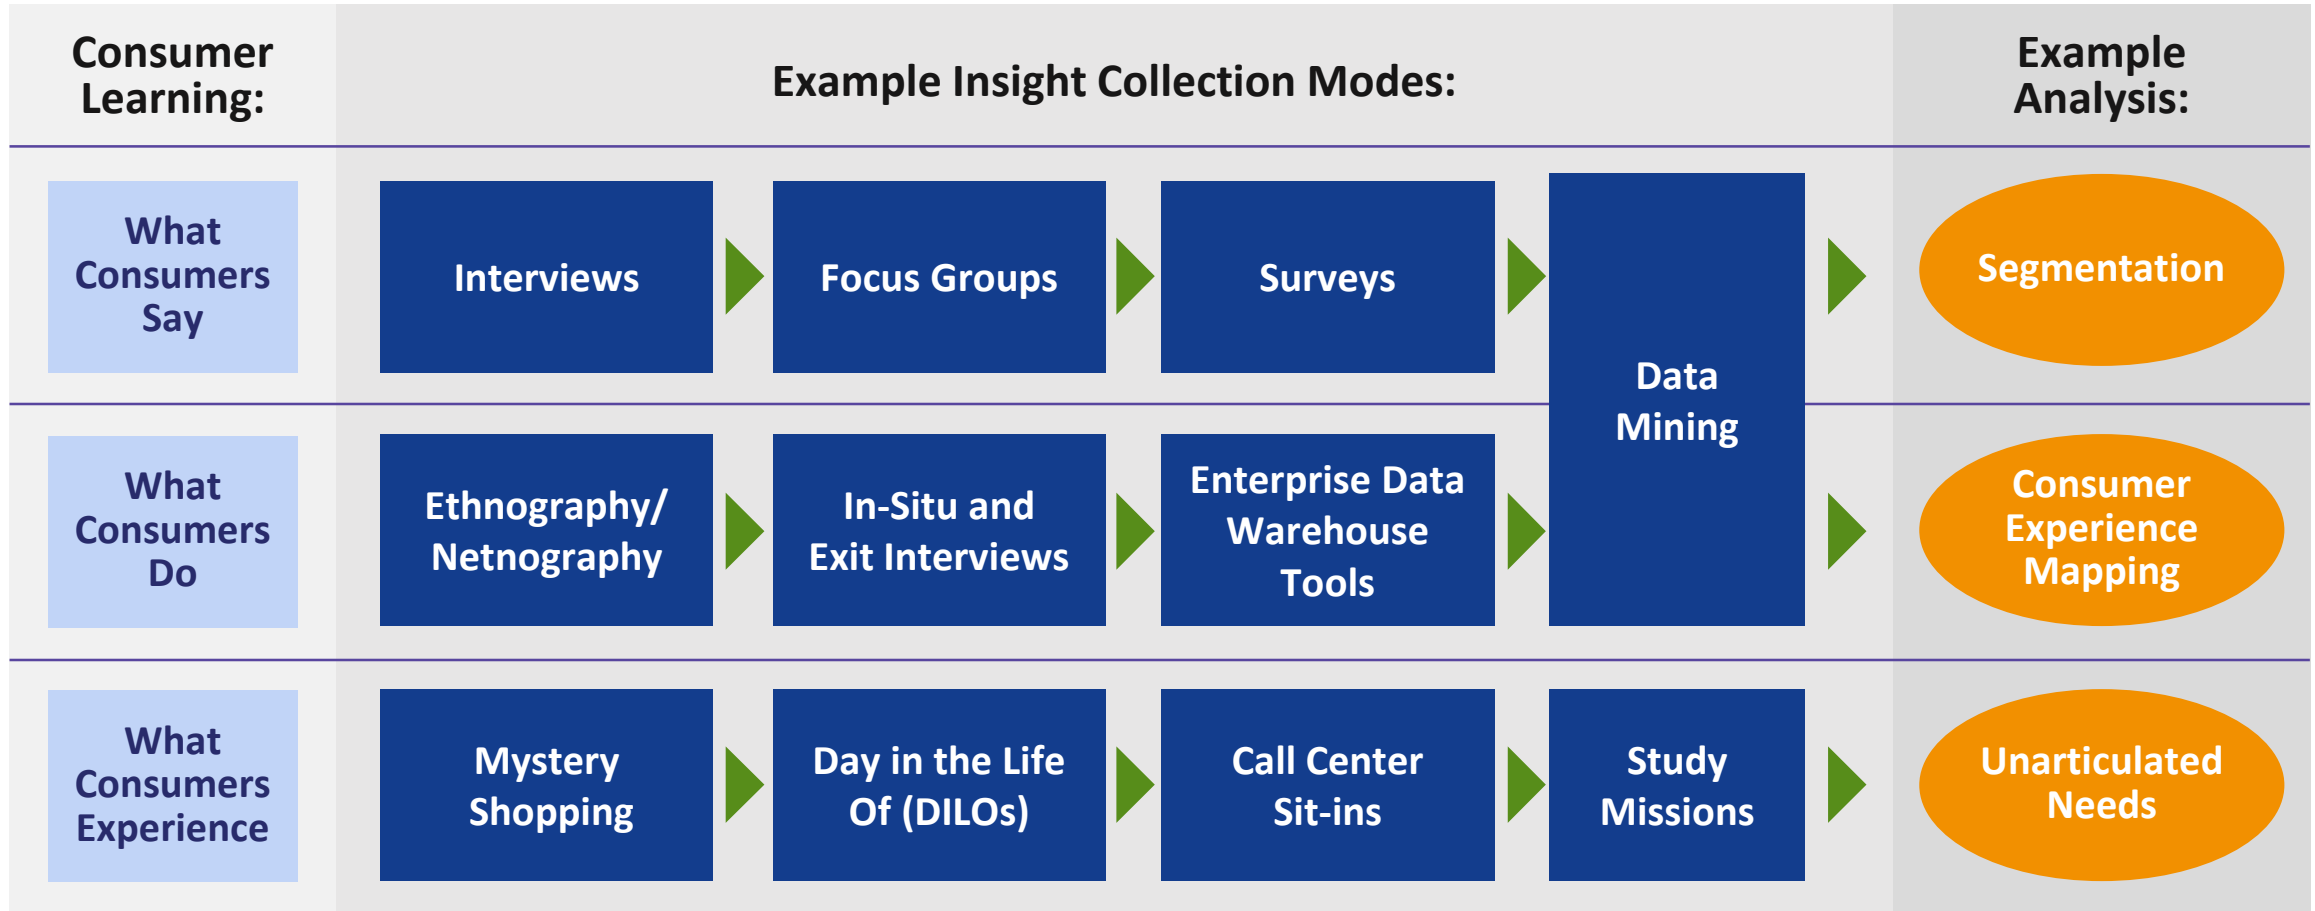 Consumer
Learning:
Example Insight Collection Modes:
Example
Analysis:
What
Consumers
Say
Interviews
Focus Groups
Surveys
Data
Mining
Segmentation
What
Consumers
Do
Ethnography/
Netnography
In-Situ and
Exit Interviews
Enterprise Data
Warehouse
Tools
Consumer
Experience
Mapping
What
Consumers
Experience
Mystery
Shopping
Day in the Life
Of (DILOs)
Call Center
Sit-ins
Study
Missions
Unarticulated
Needs